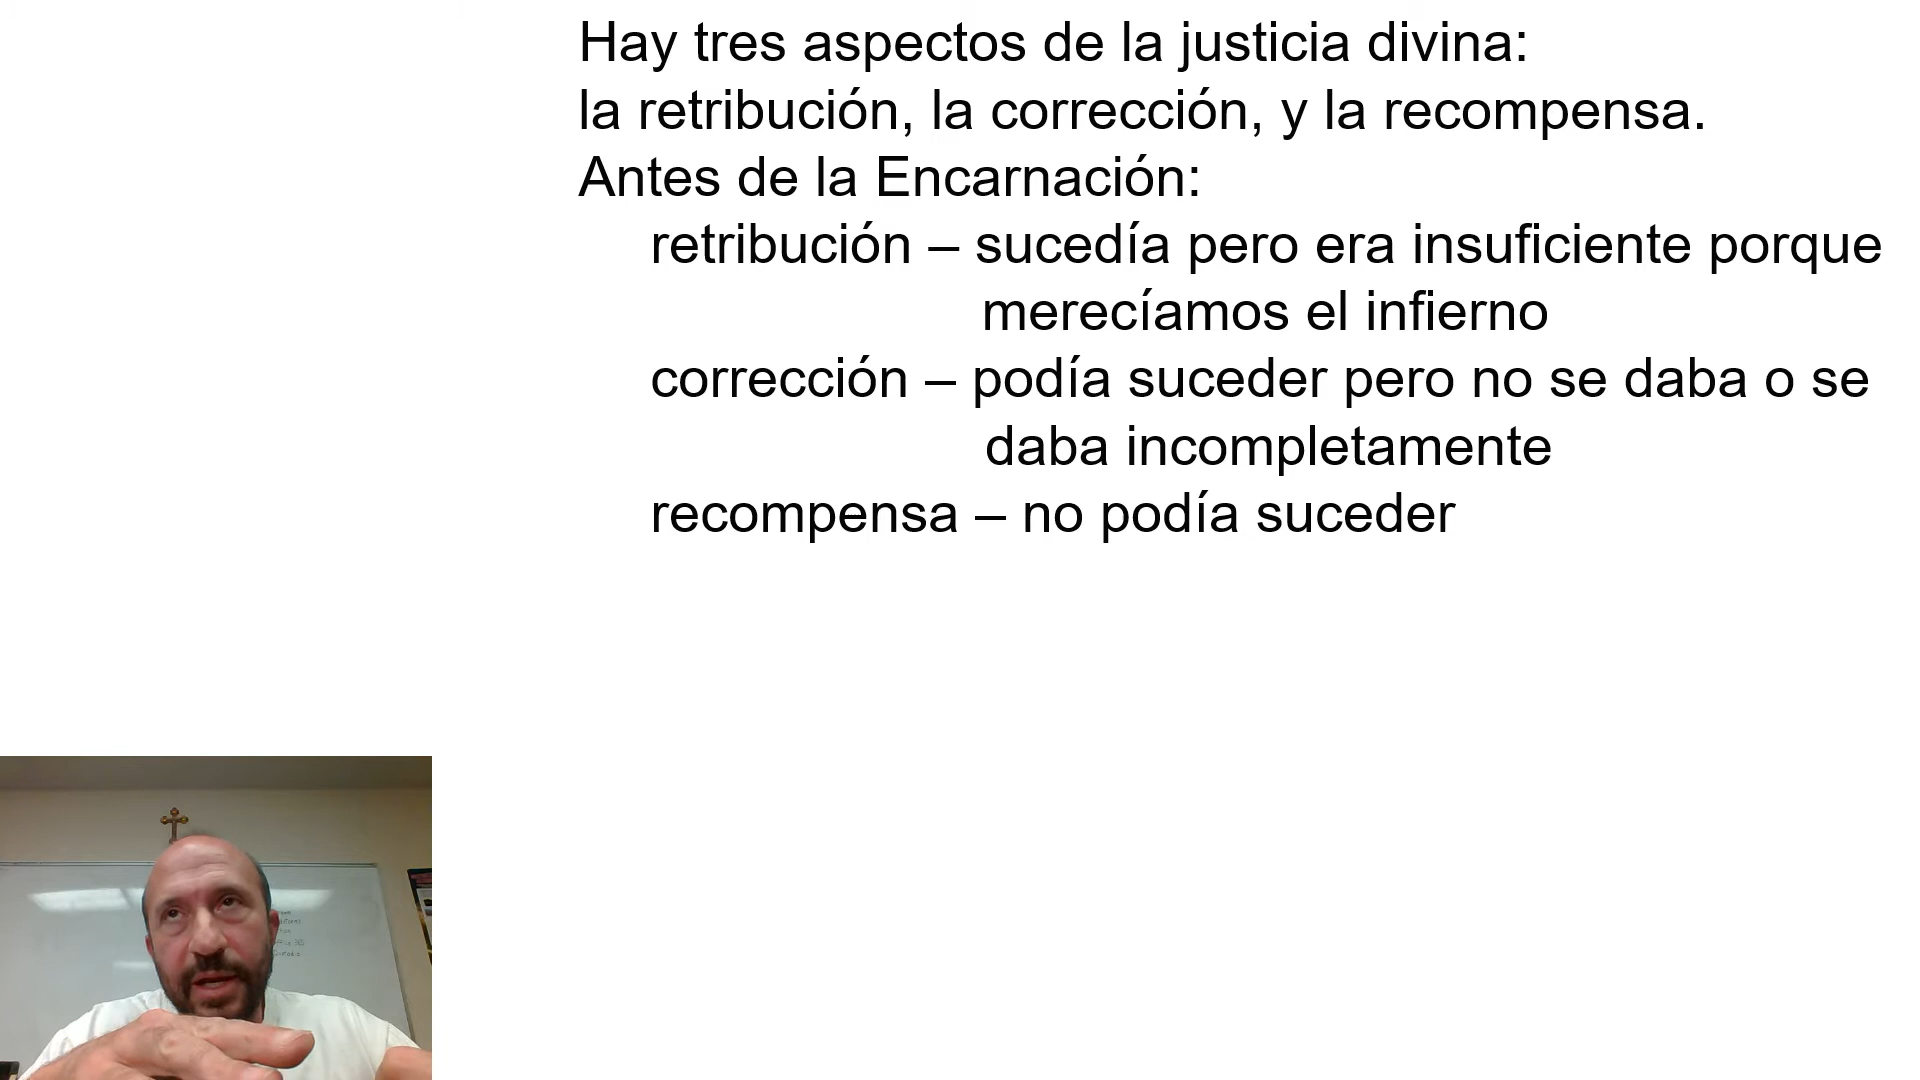 Hay tres aspectos de la justicia divina:
la retribución, la corrección, y la recompensa.
Antes de la Encarnación:
retribución – sucedía pero era insuficiente porque
merecíamos el infierno
corrección – podía suceder pero no se daba o se
daba incompletamente
recompensa – no podía suceder